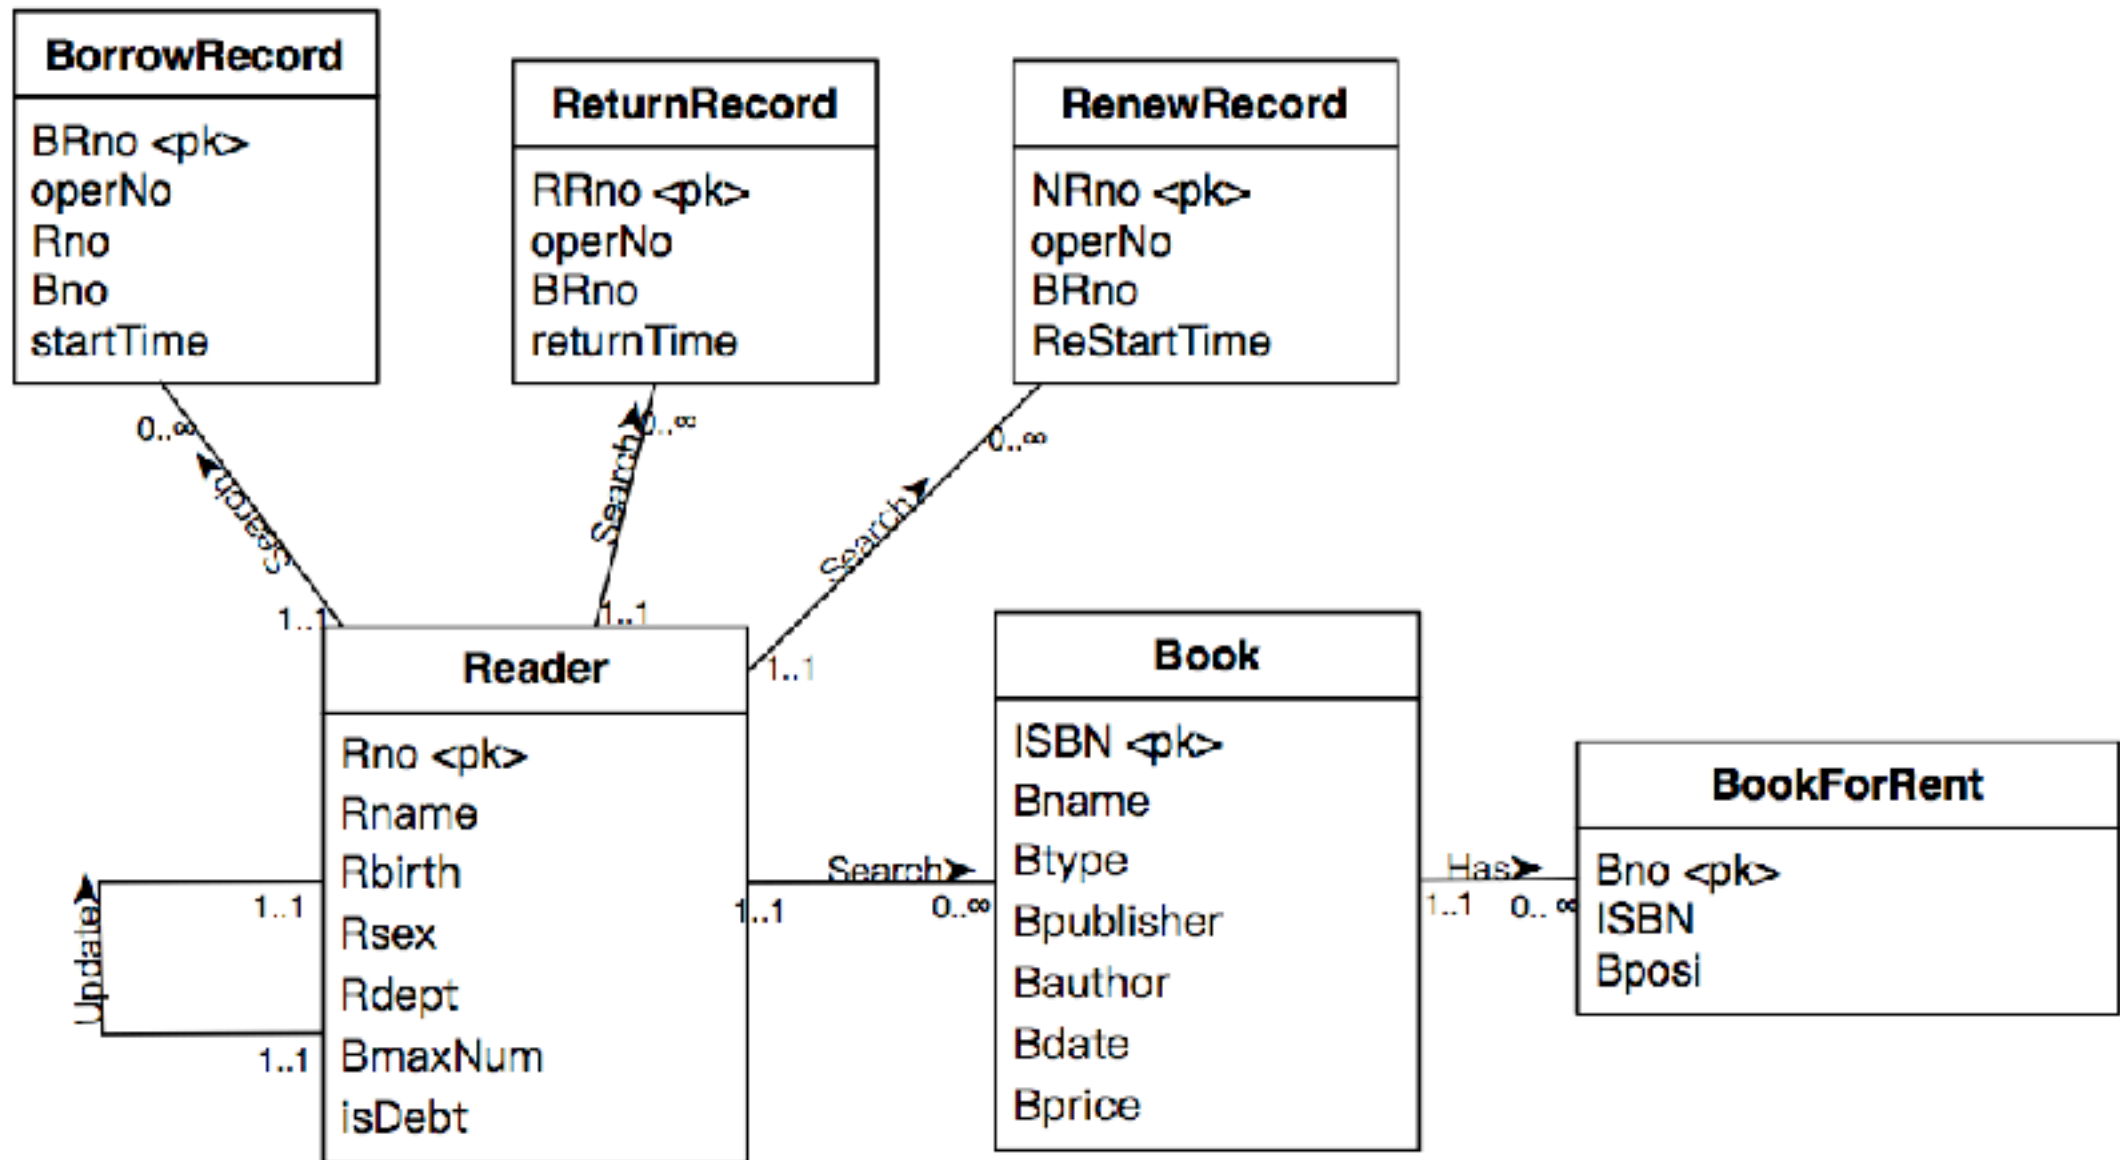 BorrowRecord
BRno <pk>
operNo
Rno
Bno
startTime
ReturnRecord
RRno <pk>
operNo
BRno
returnTime
RenewRecord
NRno <pk>
operNo
BRno
ReStartTime
0..∞
0..∞
0..∞
Search
Search
Search
1..1
1..1
1..1
Reader
Rno <pk>
Rname
Rbirth
Rsex
Rdept
BmaxNum
isDebt
Update
1..1
1..1
Search
1..1
0..∞
Book
ISBN <pk>
Bname
Btype
Bpublisher
Bauthor
Bdate
Bprice
Has
1..1
0.. ∞
BookForRent
Bno <pk>
ISBN
Bposi